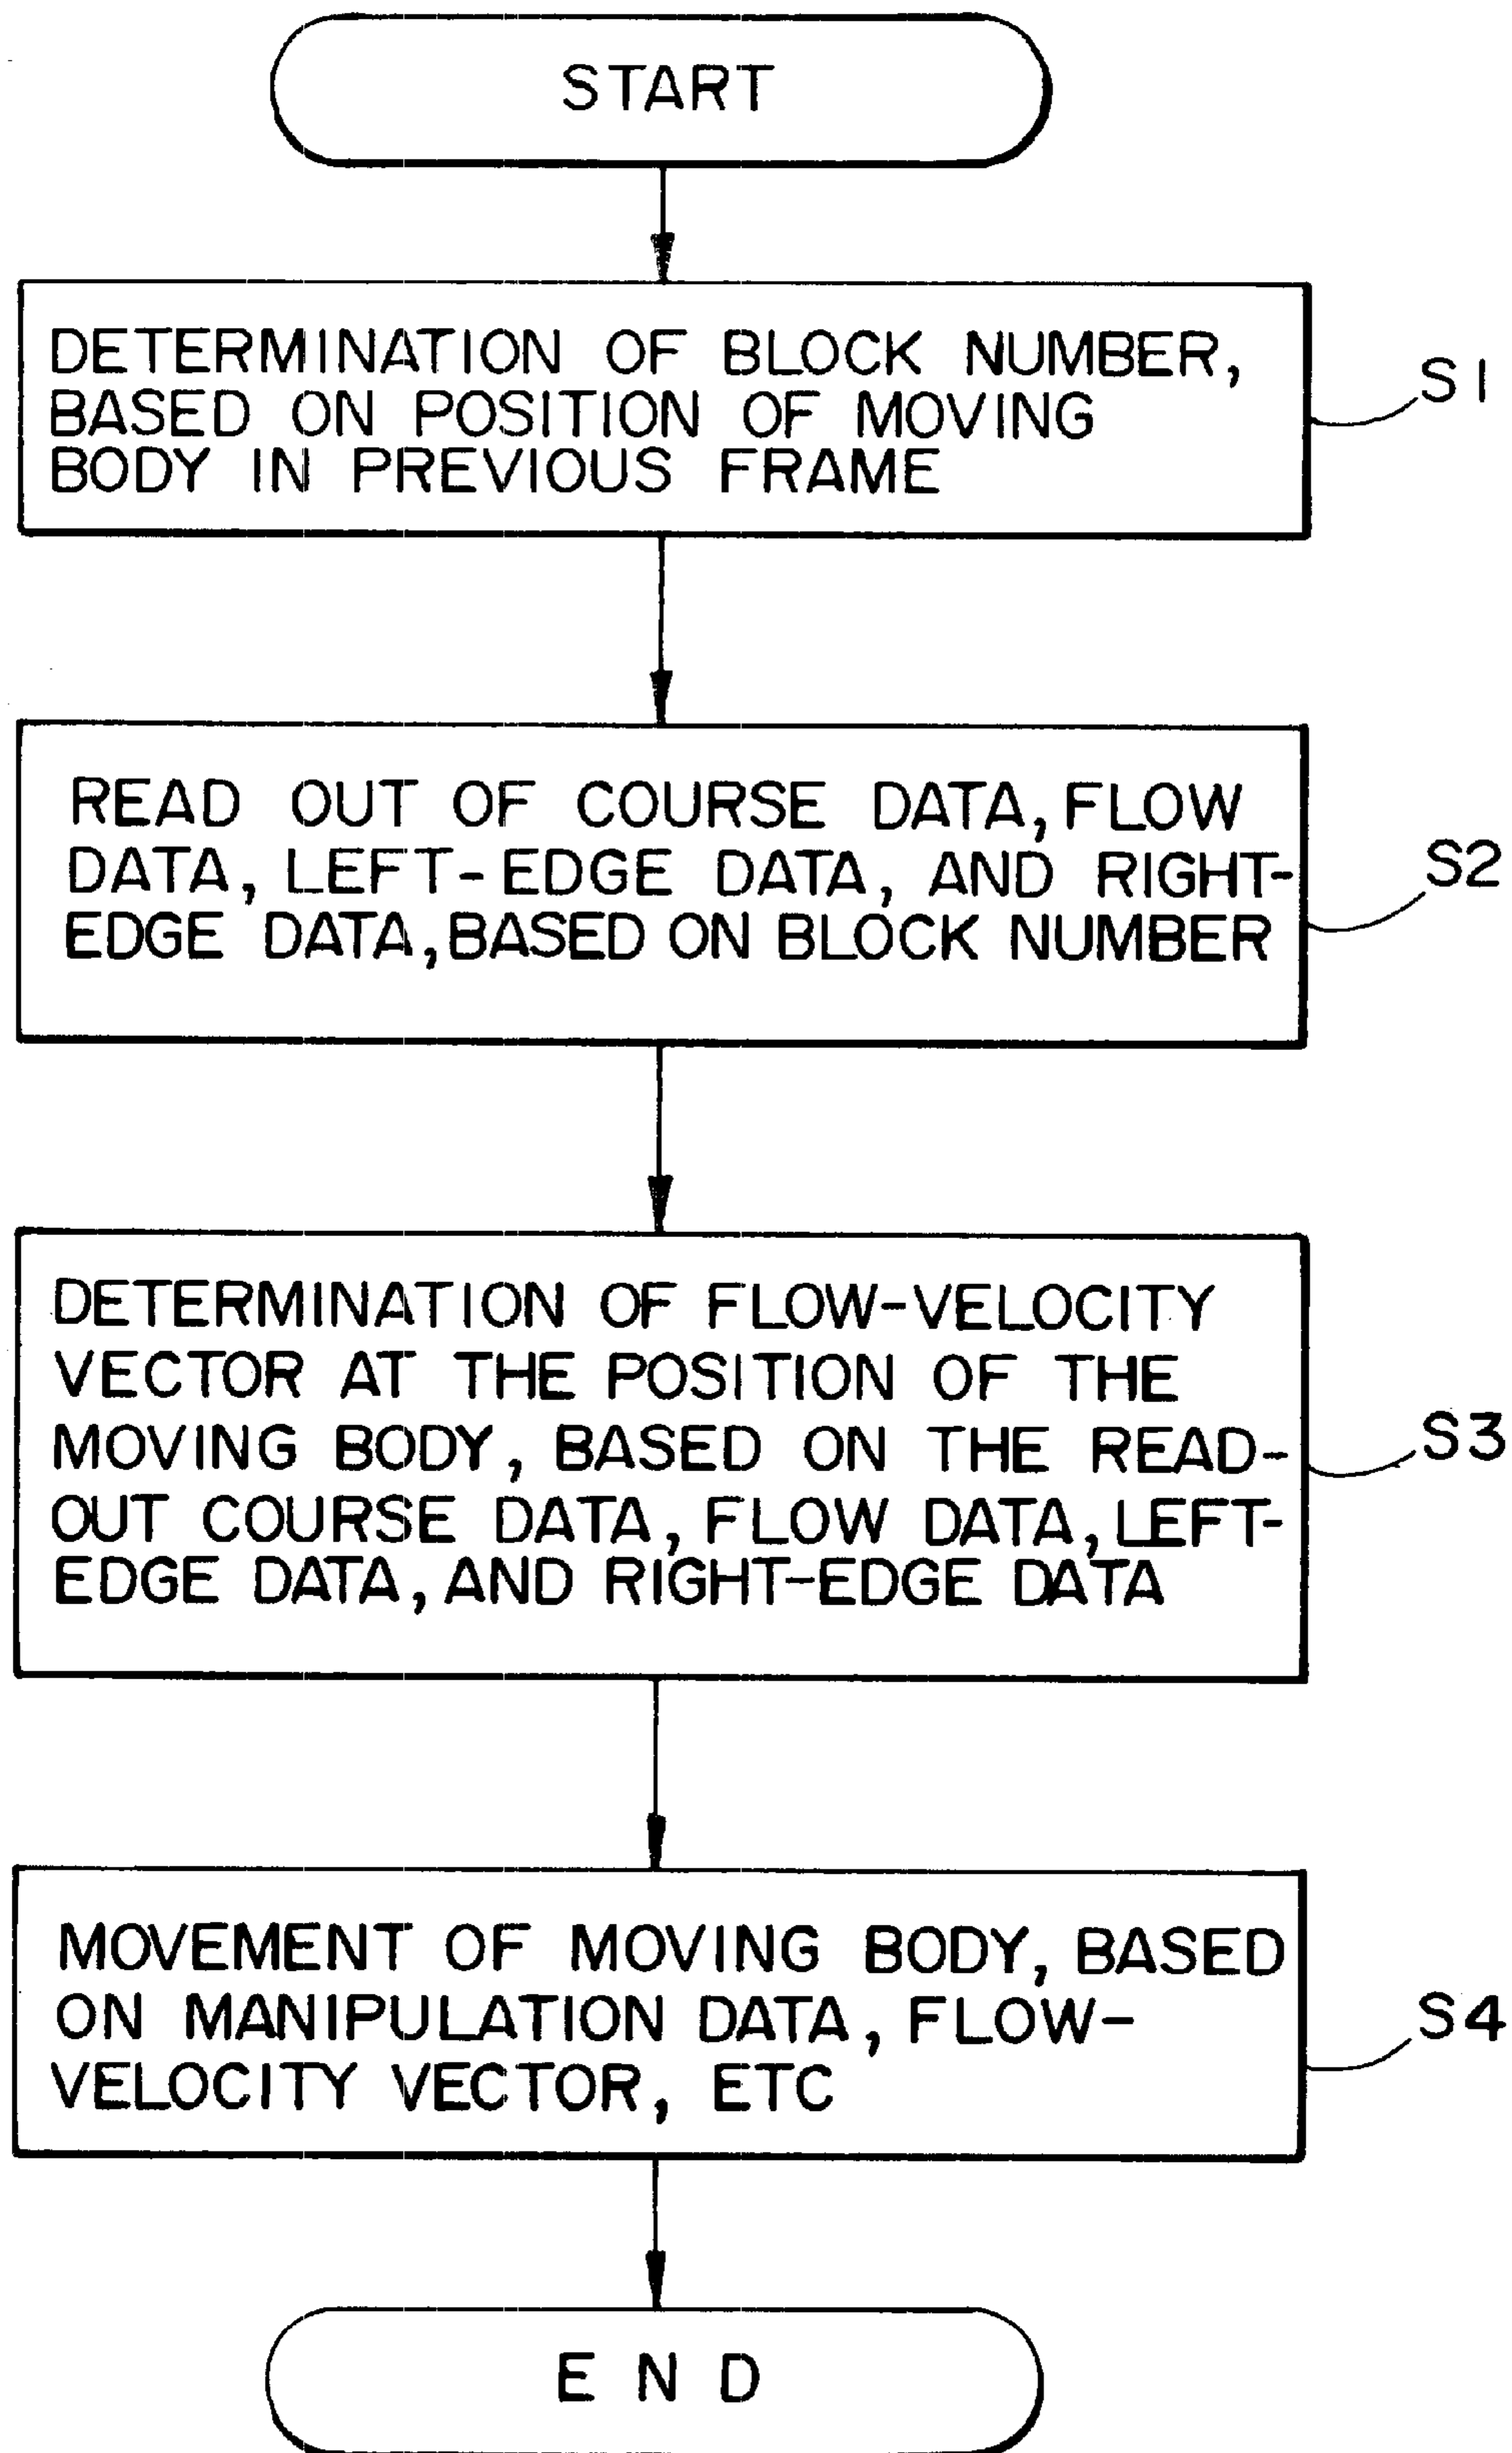 START
DETERMINATION OF BLOCK NUMBER,
BASED ON POSITION OF MOVING
BODY IN PREVIOUS FRAME
S1
READ OUT OF COURSE DATA, FLOW
DATA, LEFT-EDGE DATA, AND RIGHT-
EDGE DATA, BASED ON BLOCK NUMBER
S2
DETERMINATION OF FLOW-VELOCITY
VECTOR AT THE POSITION OF THE
MOVING BODY, BASED ON THE READ-
OUT COURSE DATA, FLOW DATA, LEFT-
EDGE DATA, AND RIGHT-EDGE DATA
S3
MOVEMENT OF MOVING BODY, BASED
ON MANIPULATION DATA, FLOW-
VELOCITY VECTOR, ETC
S4
END